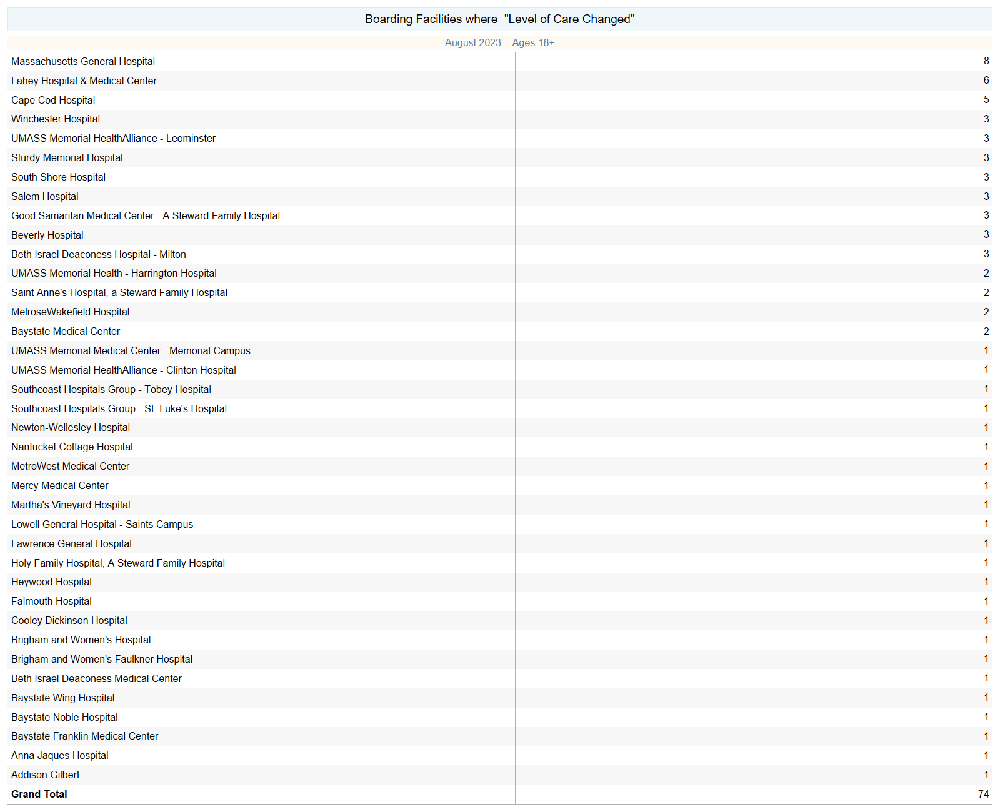 Boarding Facilities where  "Level of Care Changed"
August 2023    Ages 18+
Massachusetts General Hospital 8
Lahey Hospital & Medical Center 6
Cape Cod Hospital 5
Winchester Hospital 3
UMASS Memorial HealthAlliance - Leominster 3
Sturdy Memorial Hospital 3
South Shore Hospital 3
Salem Hospital 3
Good Samaritan Medical Center - A Steward Family Hospital 3
Beverly Hospital 3
Beth Israel Deaconess Hospital - Milton 3
UMASS Memorial Health - Harrington Hospital 2
Saint Anne's Hospital, a Steward Family Hospital 2
MelroseWakefield Hospital 2
Baystate Medical Center 2
UMASS Memorial Medical Center - Memorial Campus 1
UMASS Memorial HealthAlliance - Clinton Hospital 1
Southcoast Hospitals Group - Tobey Hospital 1
Southcoast Hospitals Group - St. Luke's Hospital 1
Newton-Wellesley Hospital 1
Nantucket Cottage Hospital 1
MetroWest Medical Center 1
Mercy Medical Center 1
Martha's Vineyard Hospital 1
Lowell General Hospital - Saints Campus 1
Lawrence General Hospital 1
Holy Family Hospital, A Steward Family Hospital 1
Heywood Hospital 1
Falmouth Hospital 1
Cooley Dickinson Hospital 1
Brigham and Women's Hospital 1
Brigham and Women's Faulkner Hospital 1
Beth Israel Deaconess Medical Center 1
Baystate Wing Hospital 1
Baystate Noble Hospital 1
Baystate Franklin Medical Center 1
Anna Jaques Hospital 1
Addison Gilbert 1
Grand Total 74